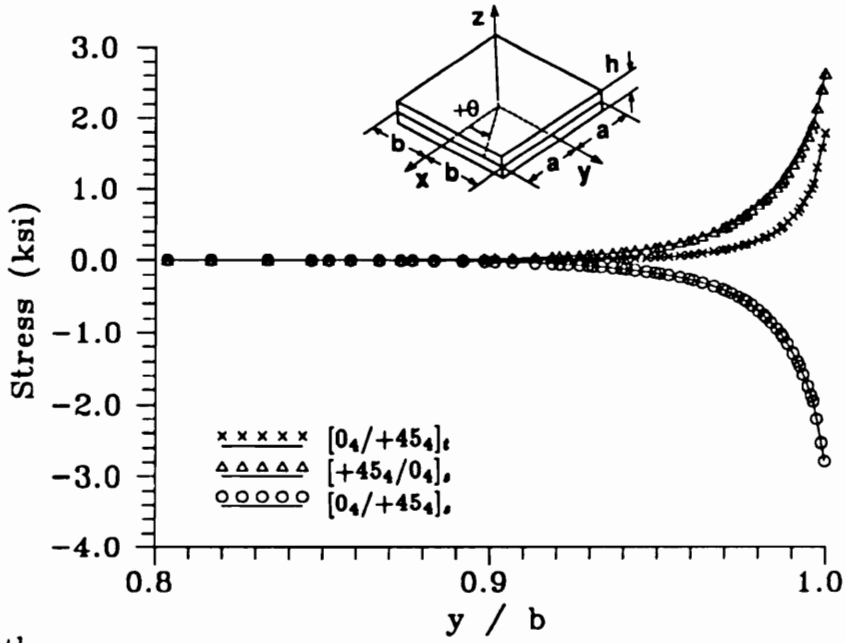 z
3.0
h
2.0
+θ
b
a
x
b
a
y
1.0
Stress (ksi)
0.0
-1.0
-2.0
[0₄/+45₄]ₜ
[+45₄/0₄]ₛ
-3.0
[0₄/+45₄]ₛ
-4.0
0.8
0.9
1.0
y / b